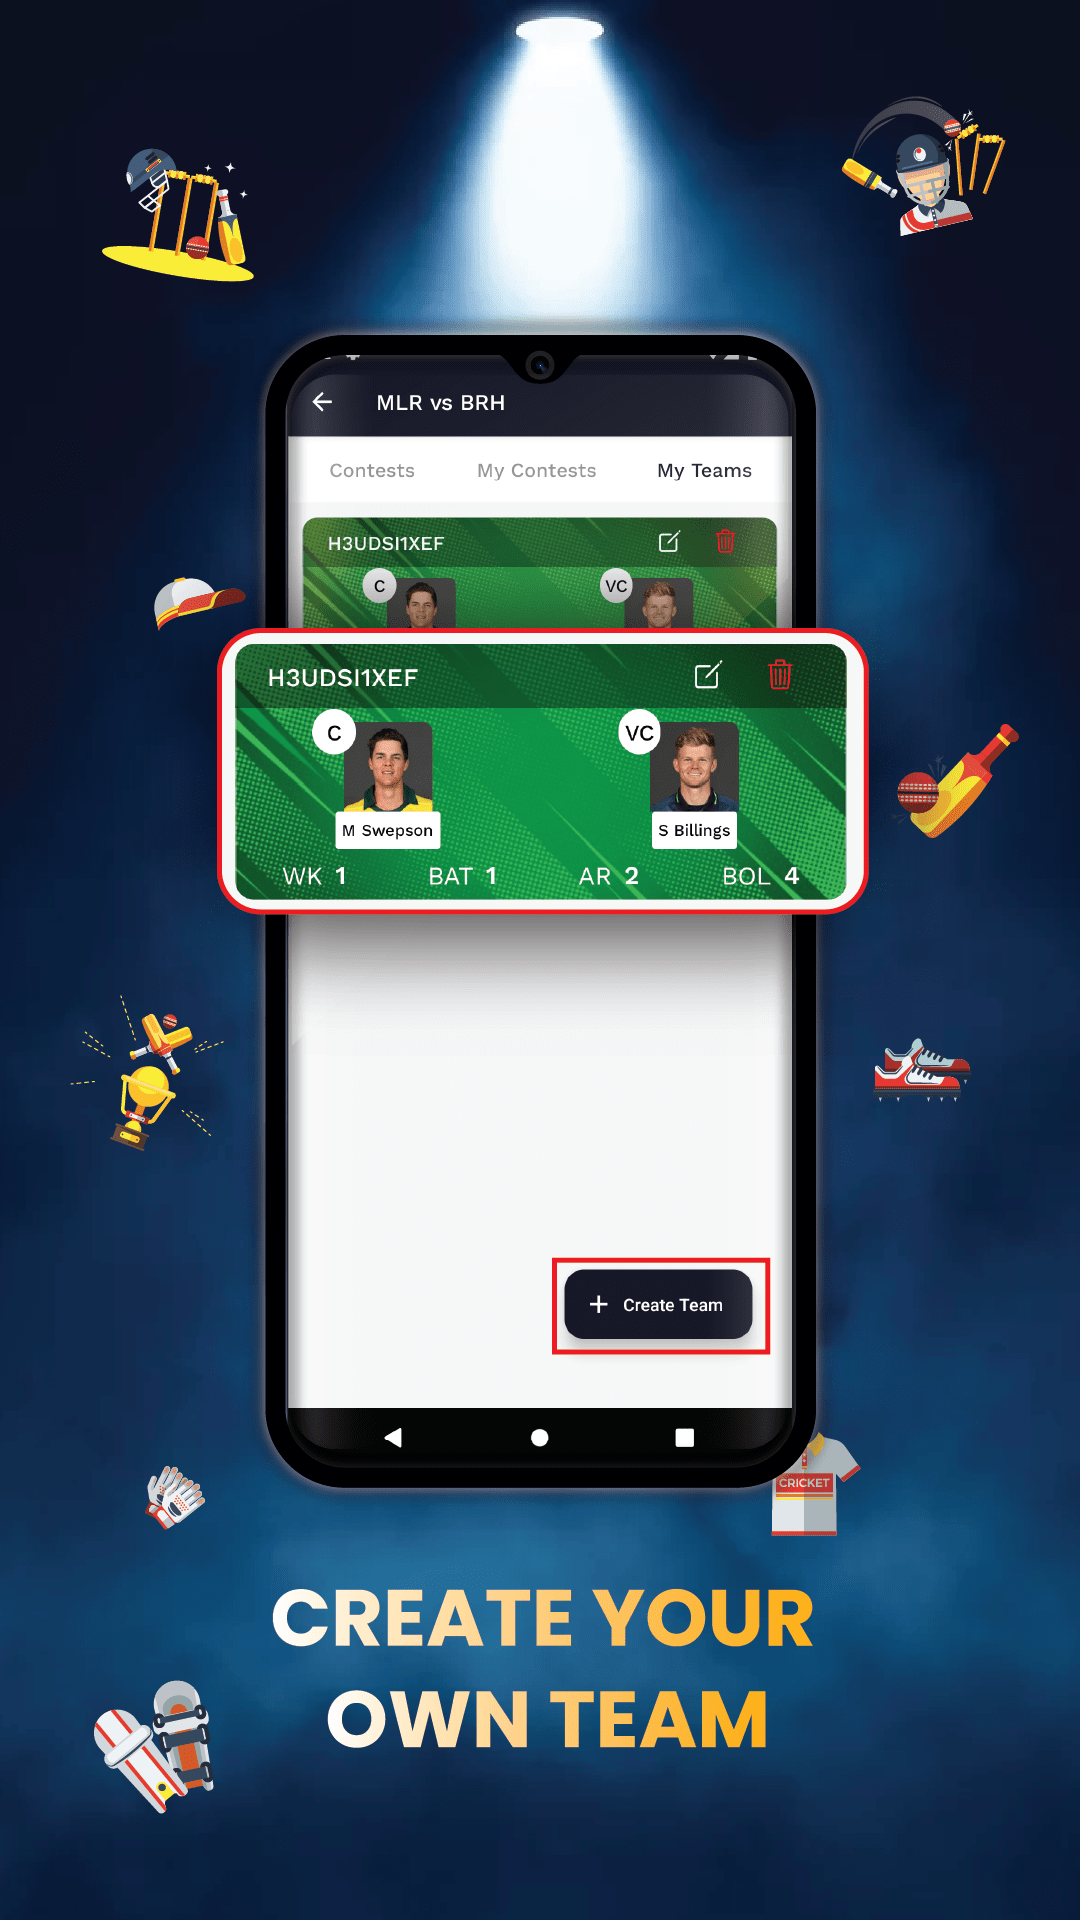 MLR vs BRH
Contests My Contests My Teams
H3UDSI1XEF
C VC
H3UDSI1XEF
C VC
M Swepson S Billings
WK 1 BAT 1 AR 2 BOL 4
+ Create Team
CRICKET
CREATE YOUR
OWN TEAM